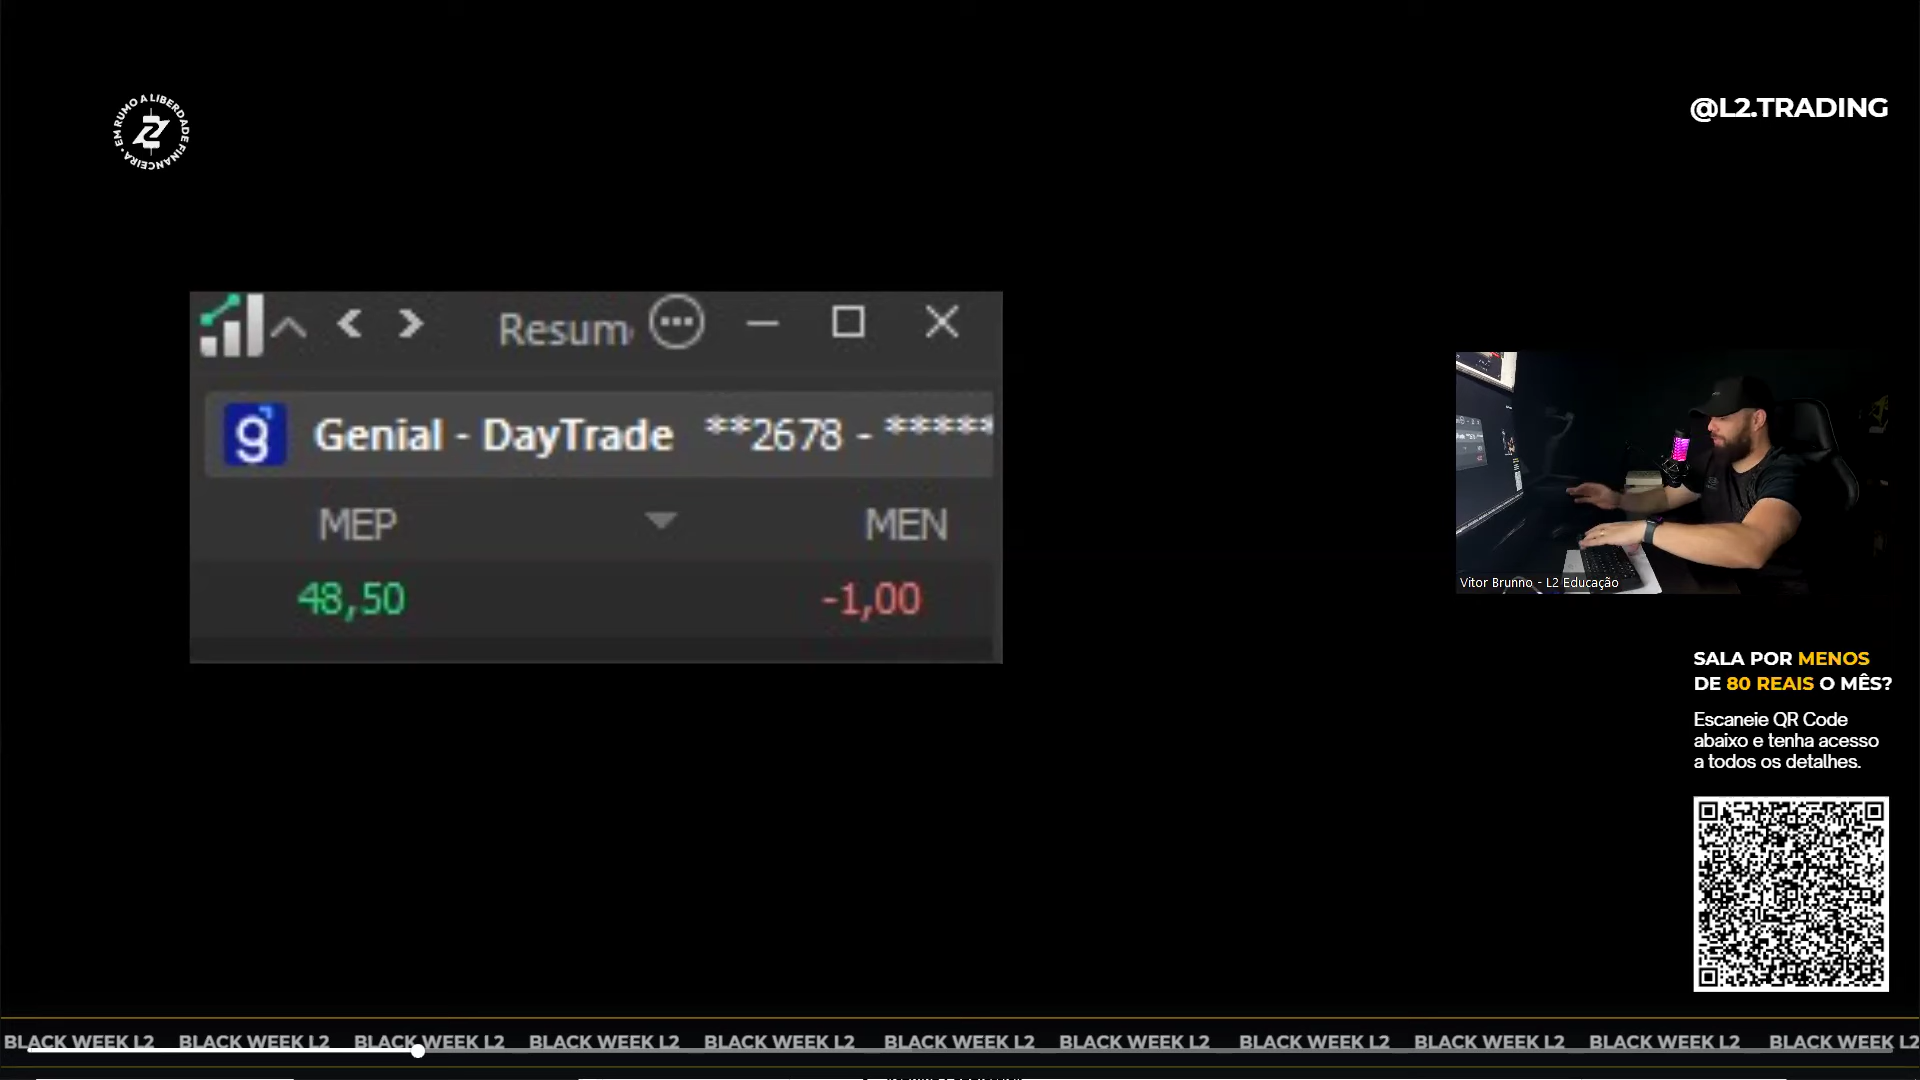 EM RUMO A LIBERDADE FINANCEIRA •
@L2.TRADING
Resum
Genial - DayTrade **2678 - *****
MEP MEN
48,50 -1,00
Vitor Brunno - L2 Educação
SALA POR MENOS
DE 80 REAIS O MÊS?
Escaneie QR Code
abaixo e tenha acesso
a todos os detalhes.
BLACK WEEK L2 BLACK WEEK L2 BLACK WEEK L2 BLACK WEEK L2 BLACK WEEK L2 BLACK WEEK L2 BLACK WEEK L2 BLACK WEEK L2 BLACK WEEK L2 BLACK WEEK L2 BLACK WEEK L2